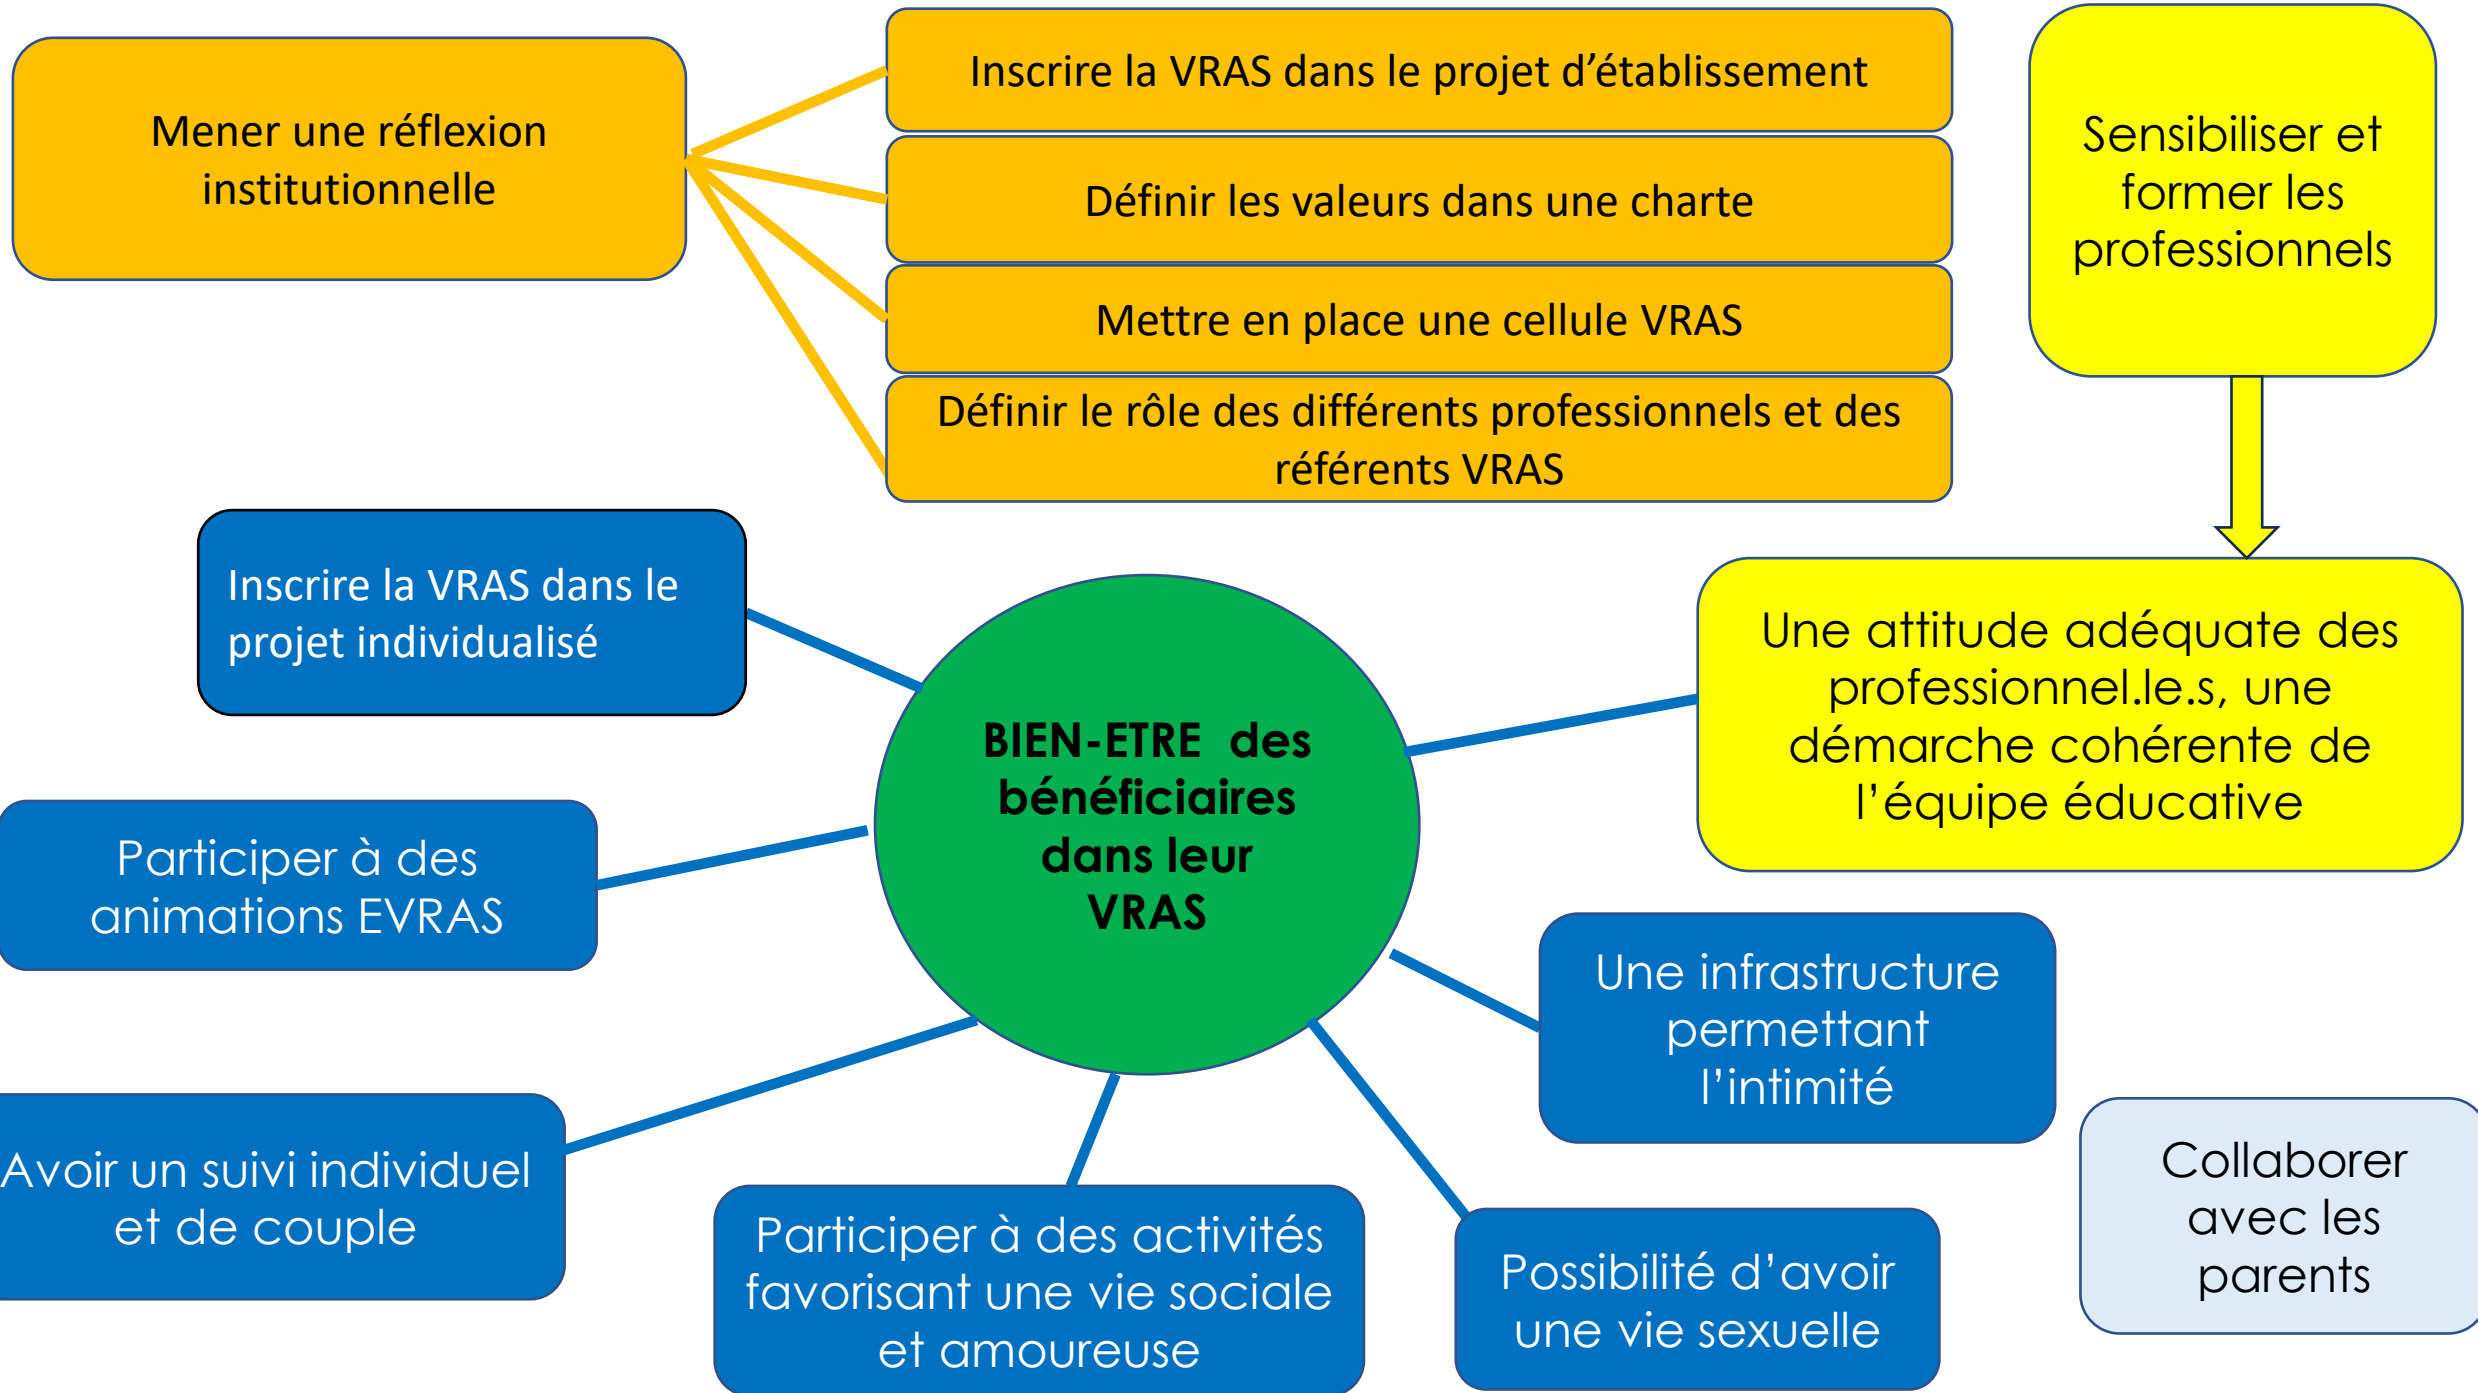 Mener une réflexion
institutionnelle
Inscrire la VRAS dans le projet d’établissement
Définir les valeurs dans une charte
Mettre en place une cellule VRAS
Définir le rôle des différents professionnels et des
référents VRAS
Sensibiliser et
former les
professionnels
Inscrire la VRAS dans le
projet individualisé
BIEN-ETRE  des
bénéficiaires
dans leur
VRAS
Une attitude adéquate des
professionnel.le.s, une
démarche cohérente de
l’équipe éducative
Participer à des
animations EVRAS
Une infrastructure
permettant
l’intimité
Avoir un suivi individuel
et de couple
Participer à des activités
favorisant une vie sociale
et amoureuse
Possibilité d’avoir
une vie sexuelle
Collaborer
avec les
parents